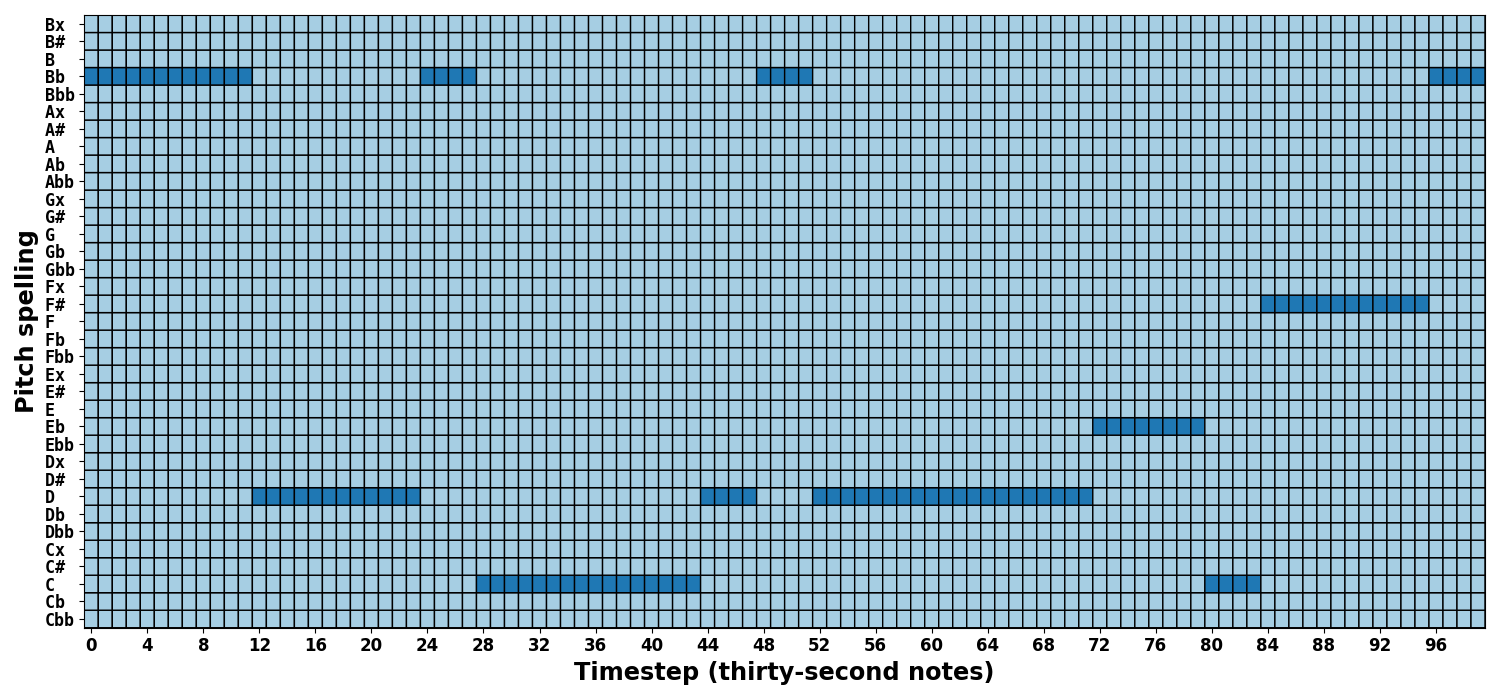 Bx
B#
B
Bb
Bbb
Ax
A#
A
Ab
Abb
Gx
G#
G
Gb
Gbb
Fx
F#
F
Fb
Fbb
Ex
E#
E
Eb
Ebb
Dx
D#
D
Db
Dbb
Cx
C#
C
Cb
Cbb
Pitch spelling
0 4 8 12 16 20 24 28 32 36 40 44 48 52 56 60 64 68 72 76 80 84 88 92 96
Timestep (thirty-second notes)